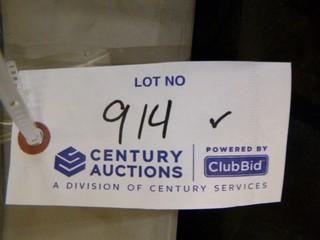 LOT NO
914 ✓
CENTURY AUCTIONS
POWERED BY
ClubBid
A DIVISION OF CENTURY SERVICES